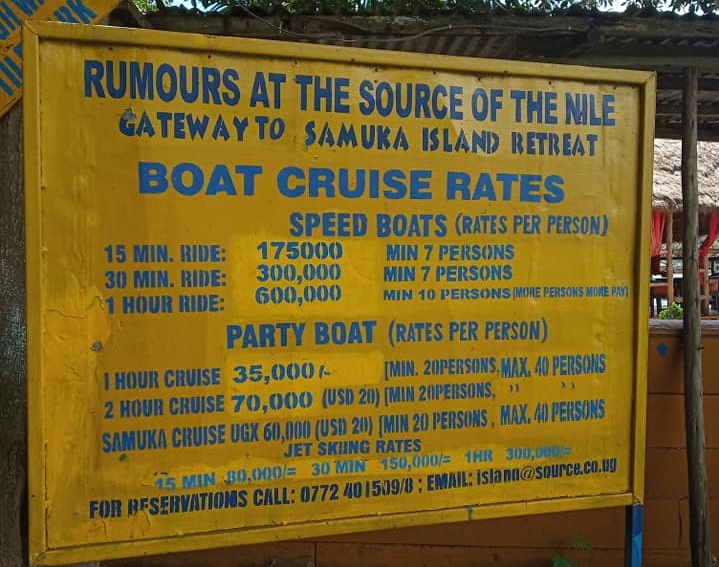 RUMOURS AT THE SOURCE OF THE NILE
GATEWAY TO SAMUKA ISLAND RETREAT
BOAT CRUISE RATES
SPEED BOATS (RATES PER PERSON)
15 MIN. RIDE: 175000 MIN 7 PERSONS
30 MIN. RIDE: 300,000 MIN 7 PERSONS
1 HOUR RIDE: 600,000 MIN 10 PERSONS (MORE PERSONS MORE PAY)
PARTY BOAT (RATES PER PERSON)
1 HOUR CRUISE 35,000/- [MIN. 20PERSONS, MAX. 40 PERSONS
2 HOUR CRUISE 70,000 (USD 20) [MIN 20PERSONS, ,, ,,
SAMUKA CRUISE UGX 60,000 (USD 20) [MIN 20 PERSONS , MAX. 40 PERSONS
JET SKIING RATES
15 MIN 80,000/= 30 MIN 150,000/= 1HR 300,000/=
FOR RESERVATIONS CALL: 0772 401509/8 ; EMAIL: island@source.co.ug